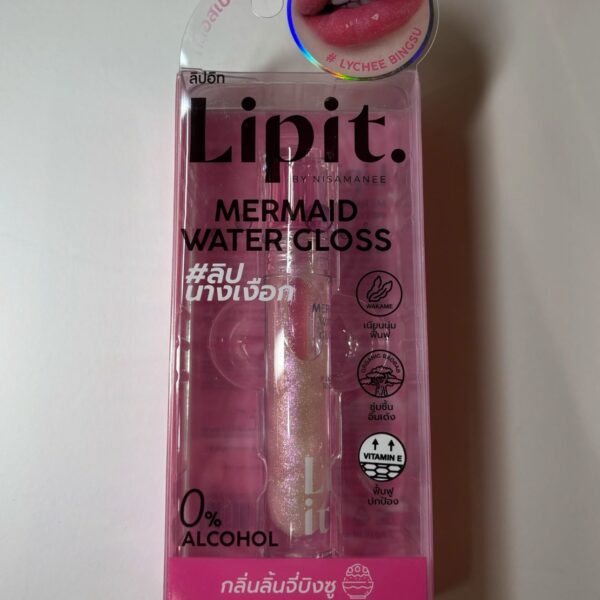 # LYCHEE BINGSU
ลิปอิท
Lipit.
BY NISAMANEE
MERMAID
WATER GLOSS
#ลิป
นางเงือก
WAKAME
เนียนนุ่ม
ฟื้นฟู
ORGANIC BAOBAB
ชุ่มชื้น
อิ่มเด้ง
VITAMIN E
ฟื้นฟู
ปกป้อง
0%
ALCOHOL
กลิ่นลิ้นจี่บิงซู